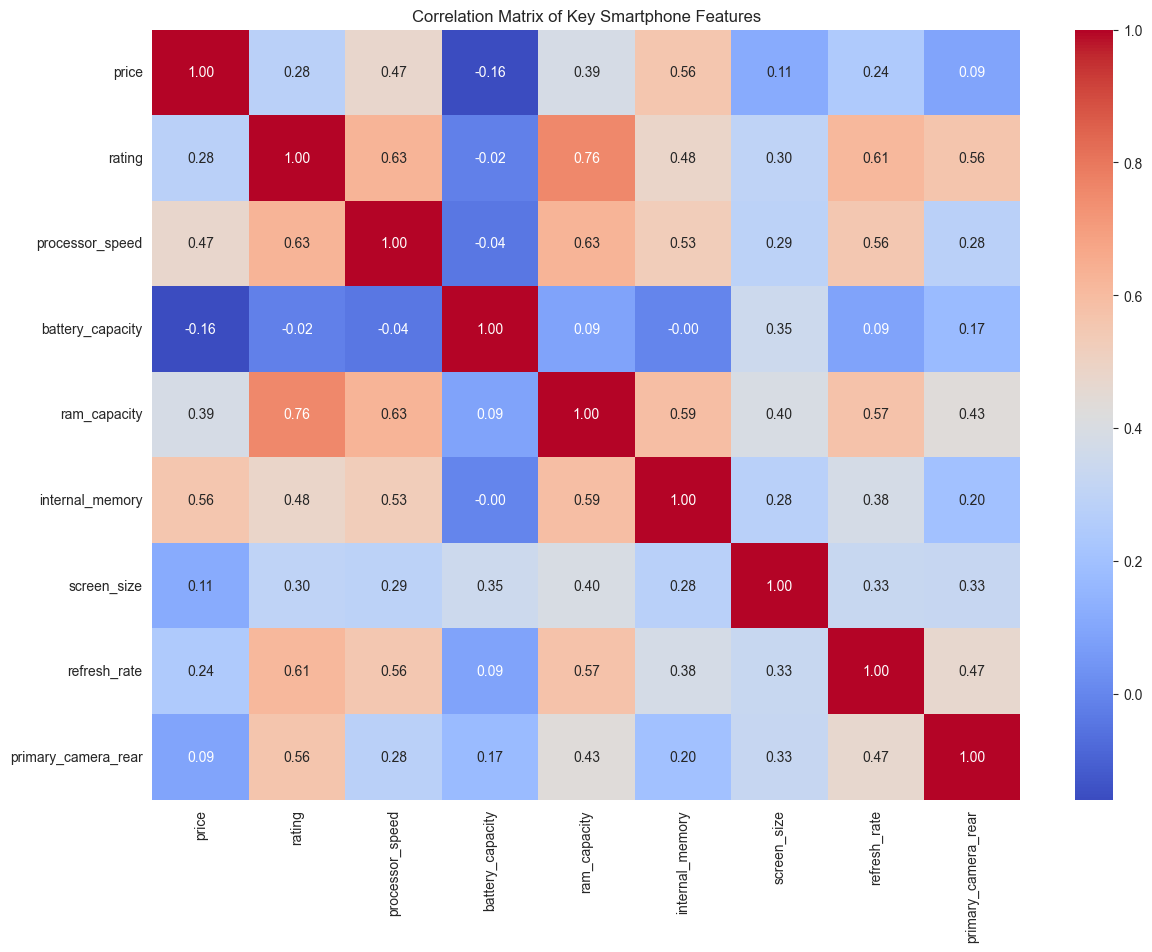 Correlation Matrix of Key Smartphone Features
price 1.00 0.28 0.47 -0.16 0.39 0.56 0.11 0.24 0.09
rating 0.28 1.00 0.63 -0.02 0.76 0.48 0.30 0.61 0.56
processor_speed 0.47 0.63 1.00 -0.04 0.63 0.53 0.29 0.56 0.28
battery_capacity -0.16 -0.02 -0.04 1.00 0.09 -0.00 0.35 0.09 0.17
ram_capacity 0.39 0.76 0.63 0.09 1.00 0.59 0.40 0.57 0.43
internal_memory 0.56 0.48 0.53 -0.00 0.59 1.00 0.28 0.38 0.20
screen_size 0.11 0.30 0.29 0.35 0.40 0.28 1.00 0.33 0.33
refresh_rate 0.24 0.61 0.56 0.09 0.57 0.38 0.33 1.00 0.47
primary_camera_rear 0.09 0.56 0.28 0.17 0.43 0.20 0.33 0.47 1.00
price
rating
processor_speed
battery_capacity
ram_capacity
internal_memory
screen_size
refresh_rate
primary_camera_rear
1.0
0.8
0.6
0.4
0.2
0.0